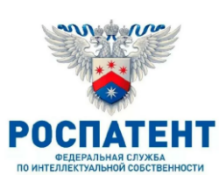 РОСПАТЕНТ
ФЕДЕРАЛЬНАЯ СЛУЖБА
ПО ИНТЕЛЛЕКТУАЛЬНОЙ СОБСТВЕННОСТИ